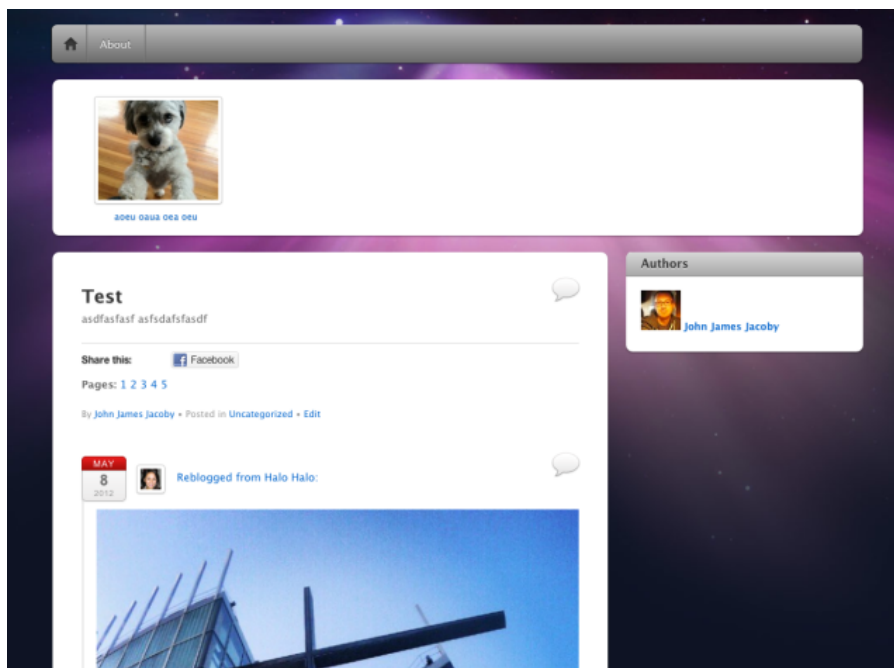 About
aoeu oaua oea oeu
Test
asdfasfasf asfsdafsfasdf
Share this: Facebook
Pages: 1 2 3 4 5
By John James Jacoby • Posted in Uncategorized • Edit
MAY
8
2012
Reblogged from Halo Halo:
Authors
John James Jacoby